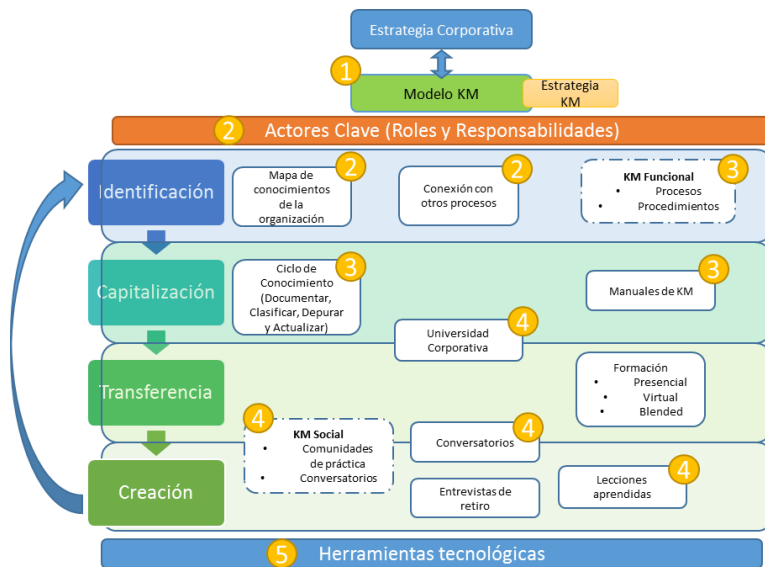 Estrategia Corporativa
1
Modelo KM
Estrategia
KM
2
Actores Clave (Roles y Responsabilidades)
Identificación
Mapa de
conocimientos
de la
organización
2
Conexión con
otros procesos
2
KM Funcional
• Procesos
• Procedimientos
3
Capitalización
Ciclo de
Conocimiento
(Documentar,
Clasificar, Depurar
y Actualizar)
3
Manuales de KM
3
Universidad
Corporativa
4
Transferencia
Formación
• Presencial
• Virtual
• Blended
4
KM Social
• Comunidades
de práctica
• Conversatorios
Conversatorios
4
Creación
Entrevistas de
retiro
Lecciones
aprendidas
4
5
Herramientas tecnológicas